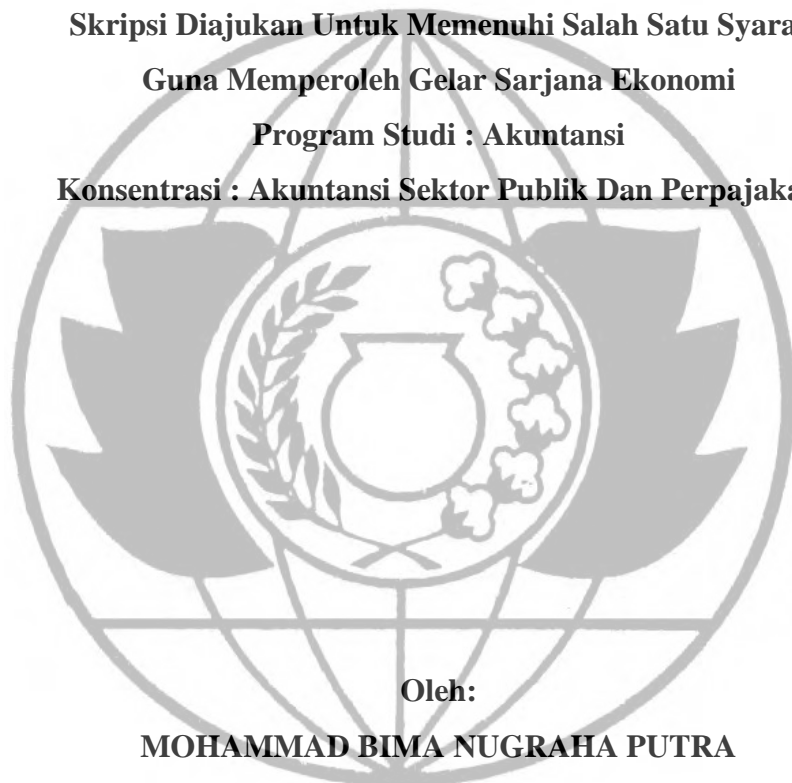 Skripsi Diajukan Untuk Memenuhi Salah Satu Syara
Guna Memperoleh Gelar Sarjana Ekonomi
Program Studi : Akuntansi
Konsentrasi : Akuntansi Sektor Publik Dan Perpajaka
Oleh:
MOHAMMAD BIMA NUGRAHA PUTRA